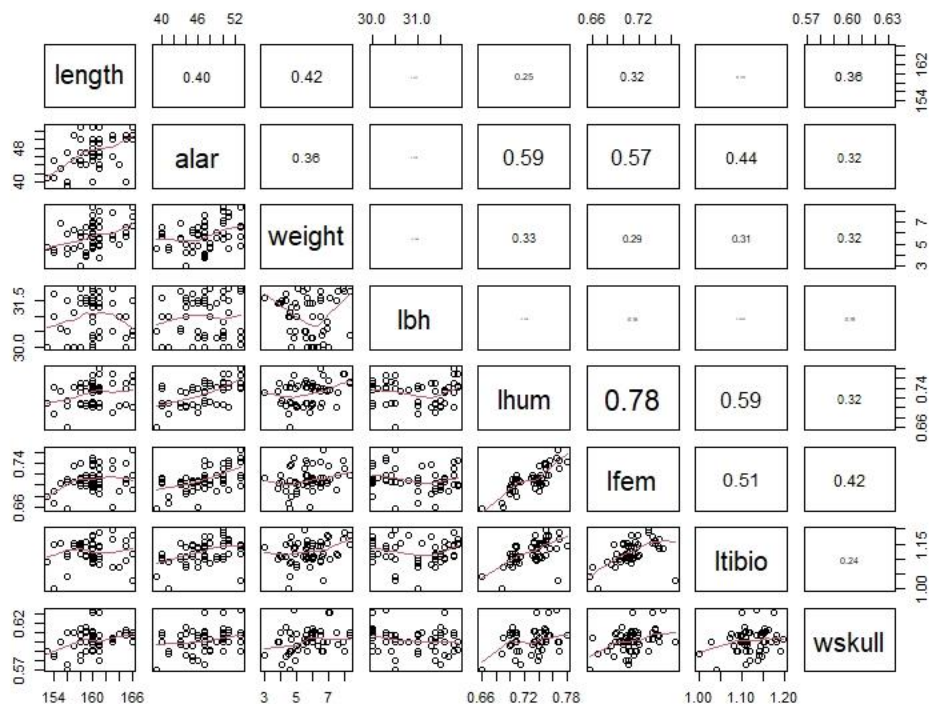 40 46 52 30.0 31.0 0.66 0.72 0.57 0.60 0.63
length 0.40 0.42 0.25 0.32 0.36 154 162
40 48 alar 0.36 0.59 0.57 0.44 0.32
weight 0.33 0.29 0.31 0.32 3 5 7
30.0 31.5 lbh
lhum 0.78 0.59 0.32 0.66 0.74
0.66 0.74 lfem 0.51 0.42
ltibio 0.24 1.00 1.15
0.57 0.62 wskull
154 160 166 3 5 7 0.66 0.72 0.78 1.00 1.10 1.20